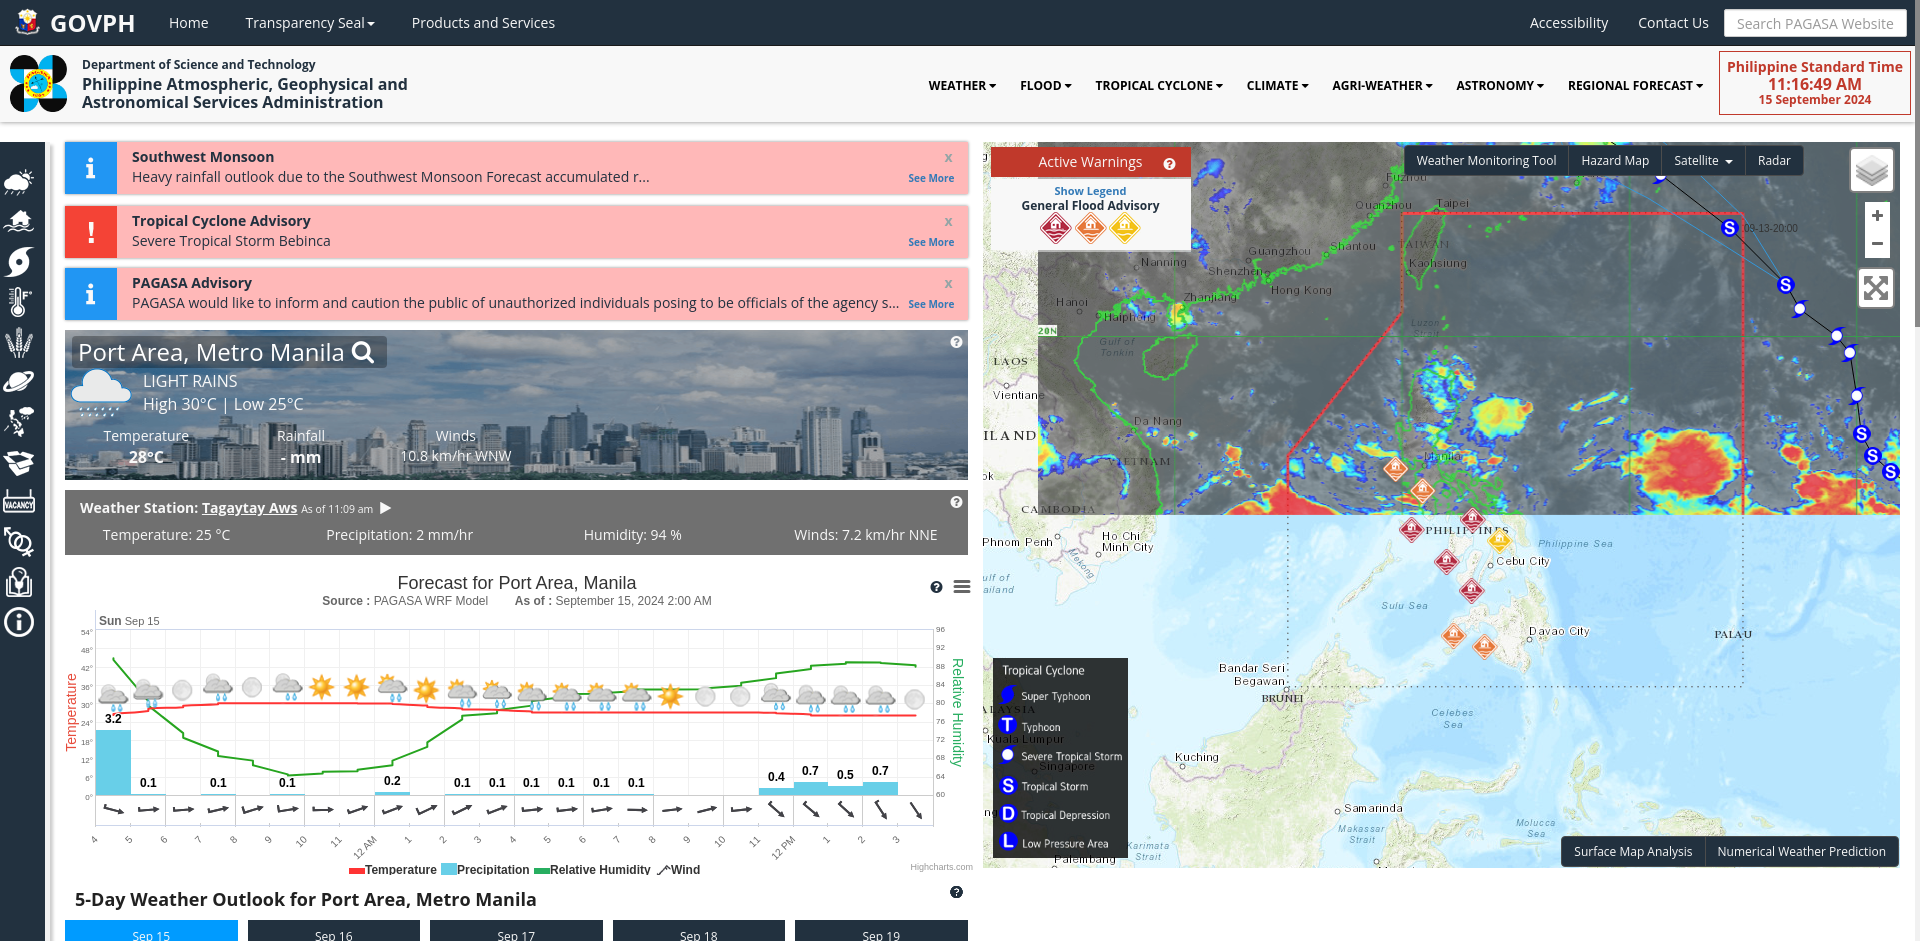 GOVPH
Home
Transparency Seal
Products and Services
Accessibility
Contact Us
Search PAGASA Website
Department of Science and Technology
Philippine Atmospheric, Geophysical and
Astronomical Services Administration
WEATHER
FLOOD
TROPICAL CYCLONE
CLIMATE
AGRI-WEATHER
ASTRONOMY
REGIONAL FORECAST
Philippine Standard Time
11:16:49 AM
15 September 2024
Southwest Monsoon
x
Heavy rainfall outlook due to the Southwest Monsoon Forecast accumulated r...
See More
Tropical Cyclone Advisory
x
Severe Tropical Storm Bebinca
See More
PAGASA Advisory
x
PAGASA would like to inform and caution the public of unauthorized individuals posing to be officials of the agency s...
See More
Port Area, Metro Manila
LIGHT RAINS
High 30°C | Low 25°C
Temperature
Rainfall
Winds
28°C
- mm
10.8 km/hr WNW
Weather Station: Tagaytay Aws As of 11:09 am
Temperature: 25 °C
Precipitation: 2 mm/hr
Humidity: 94 %
Winds: 7.2 km/hr NNE
Forecast for Port Area, Manila
Source : PAGASA WRF Model
As of : September 15, 2024 2:00 AM
Sun Sep 15
54°
48°
42°
36°
30°
24°
18°
12°
6°
0°
Temperature
96
92
88
84
80
76
72
68
64
60
Relative Humidity
3.2
0.1
0.1
0.1
0.2
0.1
0.1
0.1
0.1
0.1
0.1
0.4
0.7
0.5
0.7
4
5
6
7
8
9
10
11
12 AM
1
2
3
4
5
6
7
8
9
10
11
12 PM
1
2
3
Temperature
Precipitation
Relative Humidity
Wind
Highcharts.com
5-Day Weather Outlook for Port Area, Metro Manila
Sep 15
Sep 16
Sep 17
Sep 18
Sep 19
VACANCY
Active Warnings
Show Legend
General Flood Advisory
Weather Monitoring Tool
Hazard Map
Satellite
Radar
+
−
Fuzhou
Quanzhou
Taipei
09-13-20:00
Guangzhou
Shantou
TAIWAN
Nanning
Shenzhen
Kaohsiung
Hong Kong
Hanoi
Zhanjiang
Haiphong
20N
Luzon
Strait
Gulf of
Tonkin
LAOS
Vientiane
Da Nang
ILAND
VIETNAM
Manila
ok
CAMBODIA
Phnom Penh
Ho Chi
Minh City
Mekong
PHILIPPINES
Philippine Sea
Cebu City
ulf of
ailand
Sulu Sea
Davao City
PALAU
Bandar Seri
Begawan
BRUNEI
Celebes
Sea
ALAYSIA
Kuala Lumpur
Singapore
Kuching
Samarinda
Makassar
Strait
Molucca
Sea
Karimata
Strait
Palembang
Tropical Cyclone
Super Typhoon
T Typhoon
Severe Tropical Storm
S Tropical Storm
D Tropical Depression
L Low Pressure Area
S
S
S
S
S
Surface Map Analysis
Numerical Weather Prediction